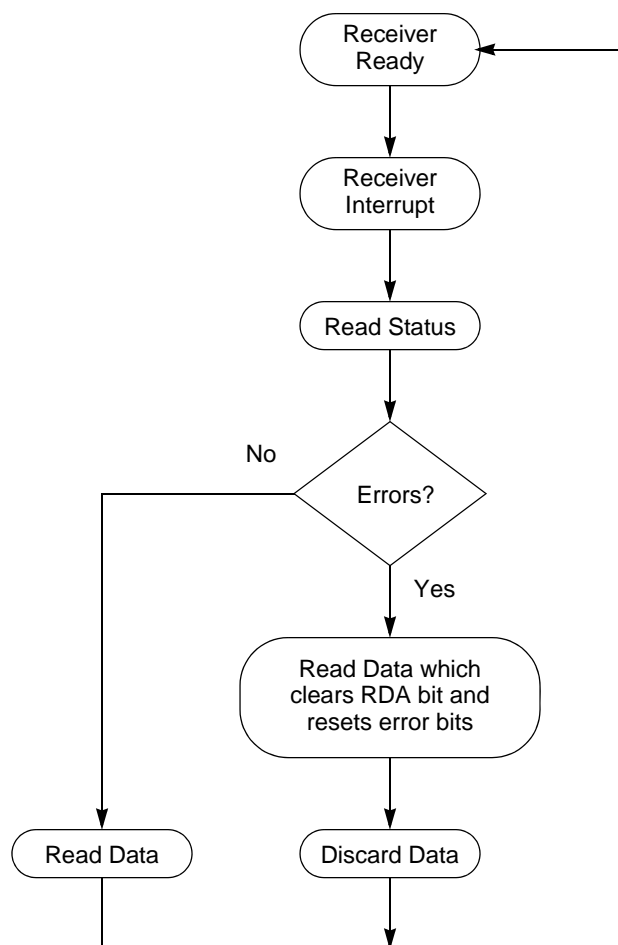 Receiver
Ready
Receiver
Interrupt
Read Status
No
Errors?
Yes
Read Data which
clears RDA bit and
resets error bits
Read Data
Discard Data